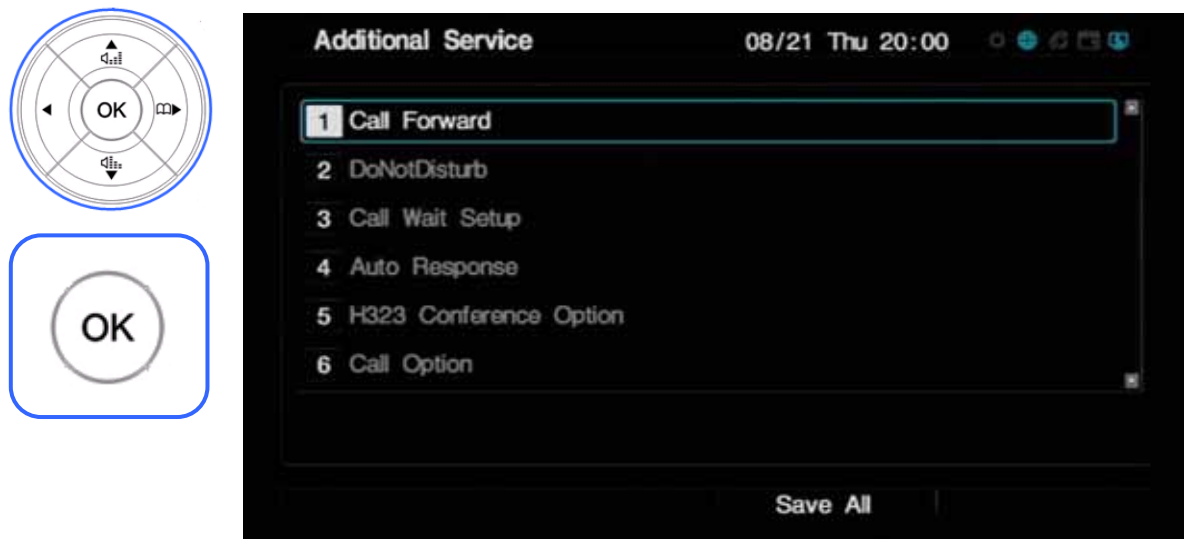 OK
OK
Additional Service 08/21 Thu 20:00
1 Call Forward
2 DoNotDisturb
3 Call Wait Setup
4 Auto Response
5 H323 Conference Option
6 Call Option
Save All